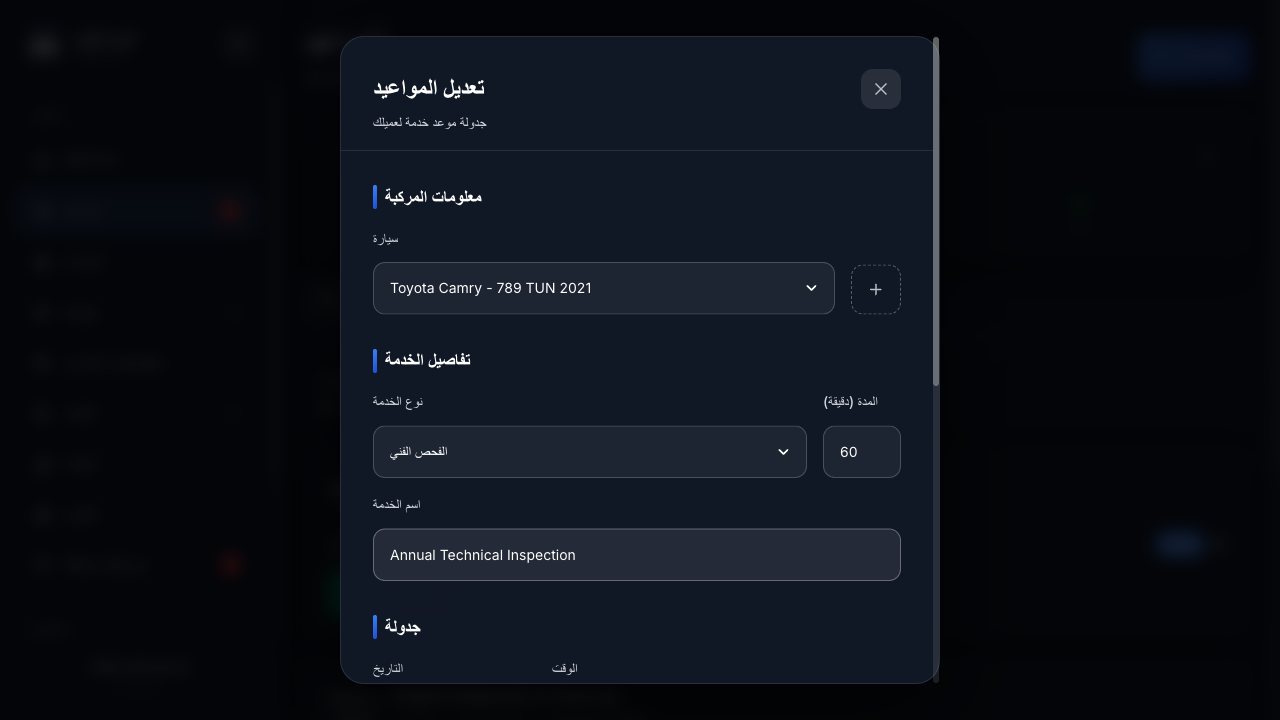 تعديل المواعيد
جدولة موعد خدمة لعميلك
معلومات المركبة
سيارة
Toyota Camry - 789 TUN 2021
تفاصيل الخدمة
نوع الخدمة
المدة (دقيقة)
الفحص الفني
60
اسم الخدمة
Annual Technical Inspection
جدولة
التاريخ
الوقت